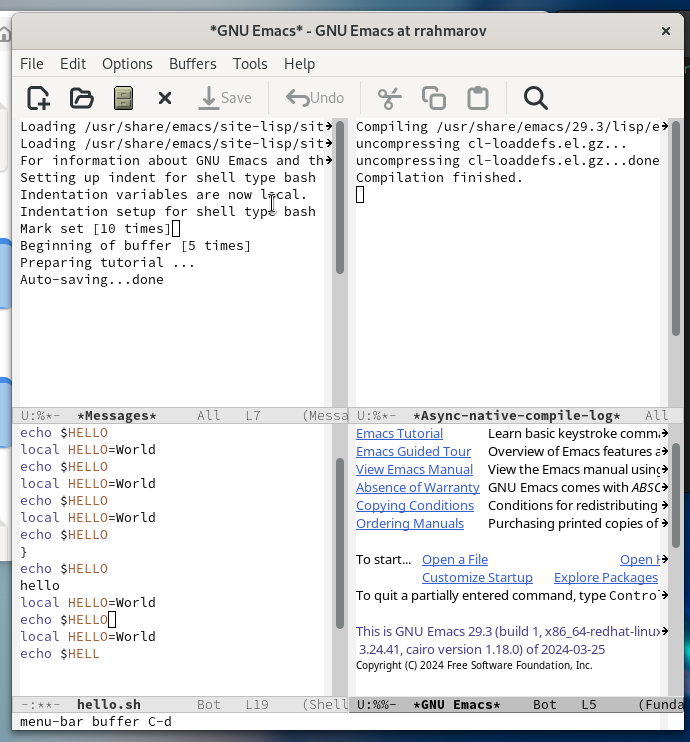 *GNU Emacs* - GNU Emacs at rrahmarov
File Edit Options Buffers Tools Help
Save Undo
Loading /usr/share/emacs/site-lisp/sit
Loading /usr/share/emacs/site-lisp/sit
For information about GNU Emacs and th
Setting up indent for shell type bash
Indentation variables are now local.
Indentation setup for shell type bash
Mark set [10 times]
Beginning of buffer [5 times]
Preparing tutorial ...
Auto-saving...done
U:%*- *Messages* All L7 (Messa
Compiling /usr/share/emacs/29.3/lisp/e
uncompressing cl-loaddefs.el.gz...
uncompressing cl-loaddefs.el.gz...done
Compilation finished.
U:%*- *Async-native-compile-log* All
echo $HELLO
local HELLO=World
echo $HELLO
local HELLO=World
echo $HELLO
local HELLO=World
echo $HELLO
}
echo $HELLO
hello
local HELLO=World
echo $HELLO
local HELLO=World
echo $HELL
-:**- hello.sh Bot L19 (Shell
Emacs Tutorial Learn basic keystroke comma
Emacs Guided Tour Overview of Emacs features a
View Emacs Manual View the Emacs manual using
Absence of Warranty GNU Emacs comes with ABSO
Copying Conditions Conditions for redistributing
Ordering Manuals Purchasing printed copies of
To start... Open a File Open H
Customize Startup Explore Packages
To quit a partially entered command, type Contro
This is GNU Emacs 29.3 (build 1, x86_64-redhat-linux
3.24.41, cairo version 1.18.0) of 2024-03-25
Copyright (C) 2024 Free Software Foundation, Inc.
U:%%- *GNU Emacs* Bot L5 (Funda
menu-bar buffer C-d